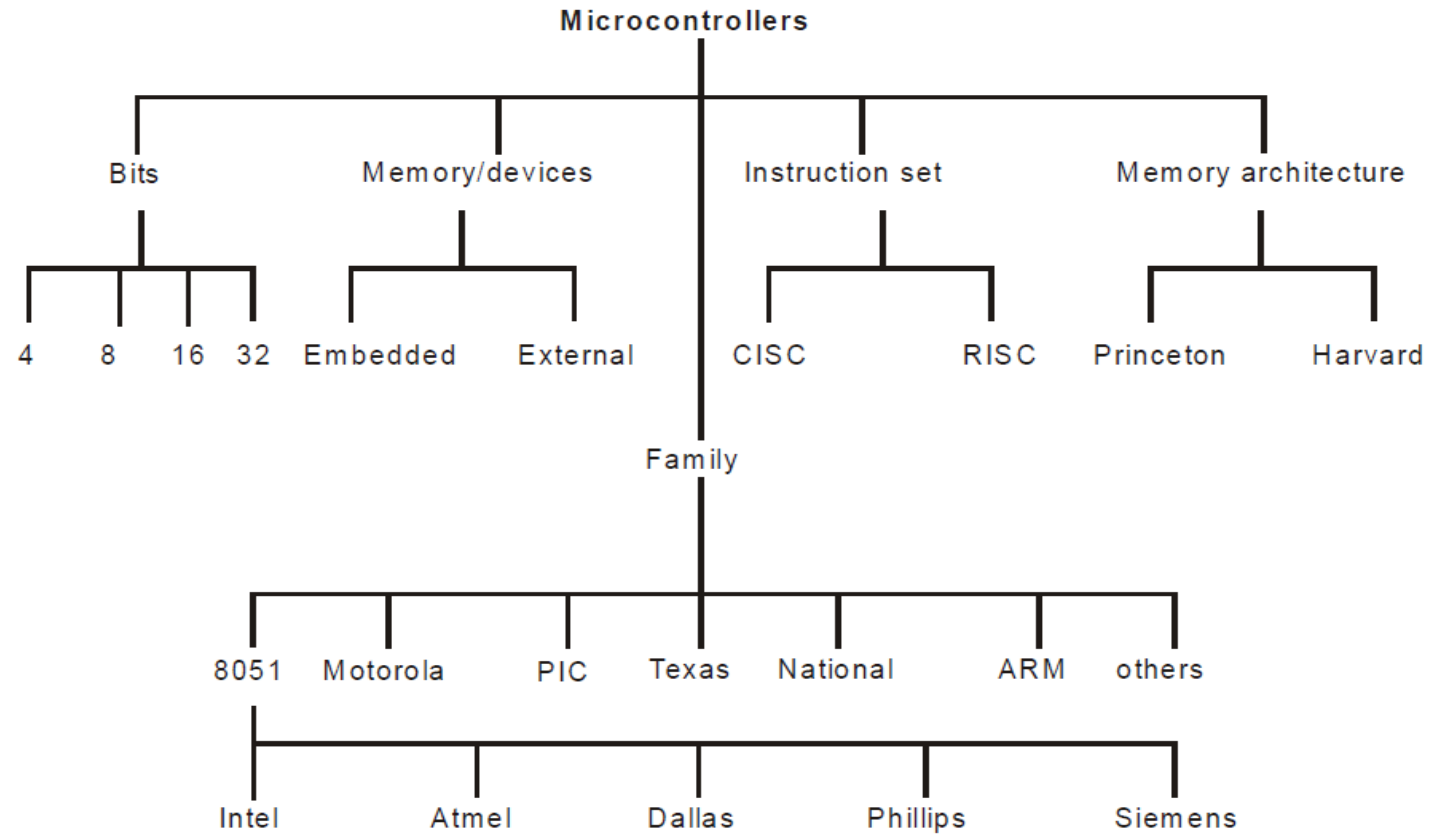 Microcontrollers
Bits Memory/devices Instruction set Memory architecture
4 8 16 32 Embedded External CISC RISC Princeton Harvard
Family
8051 Motorola PIC Texas National ARM others
Intel Atmel Dallas Phillips Siemens